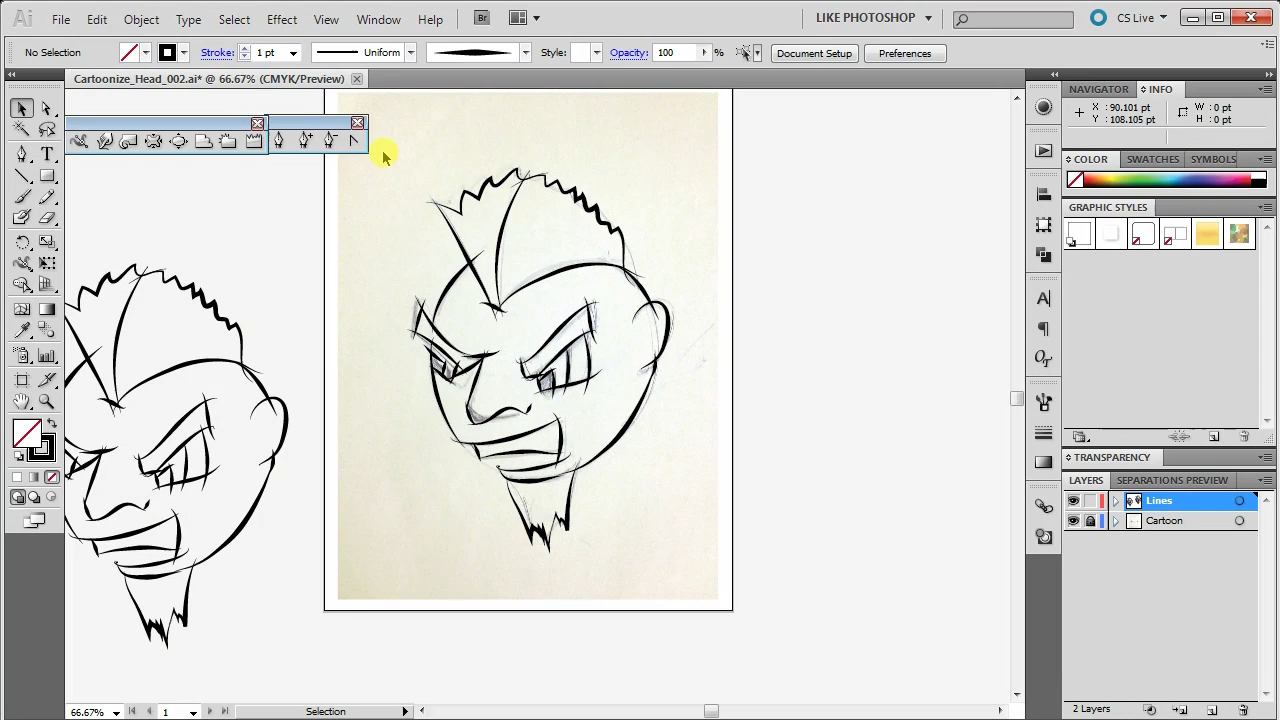 Ai File Edit Object Type Select Effect View Window Help Br LIKE PHOTOSHOP CS Live
No Selection Stroke: 1 pt Uniform Style: Opacity: 100 % Document Setup Preferences
Cartoonize_Head_002.ai* @ 66.67% (CMYK/Preview)
NAVIGATOR INFO
X : 90.101 pt W : 0 pt
Y : 108.105 pt H : 0 pt
COLOR SWATCHES SYMBOLS
GRAPHIC STYLES
TRANSPARENCY
LAYERS SEPARATIONS PREVIEW
Lines
Cartoon
2 Layers
66.67% 1 Selection